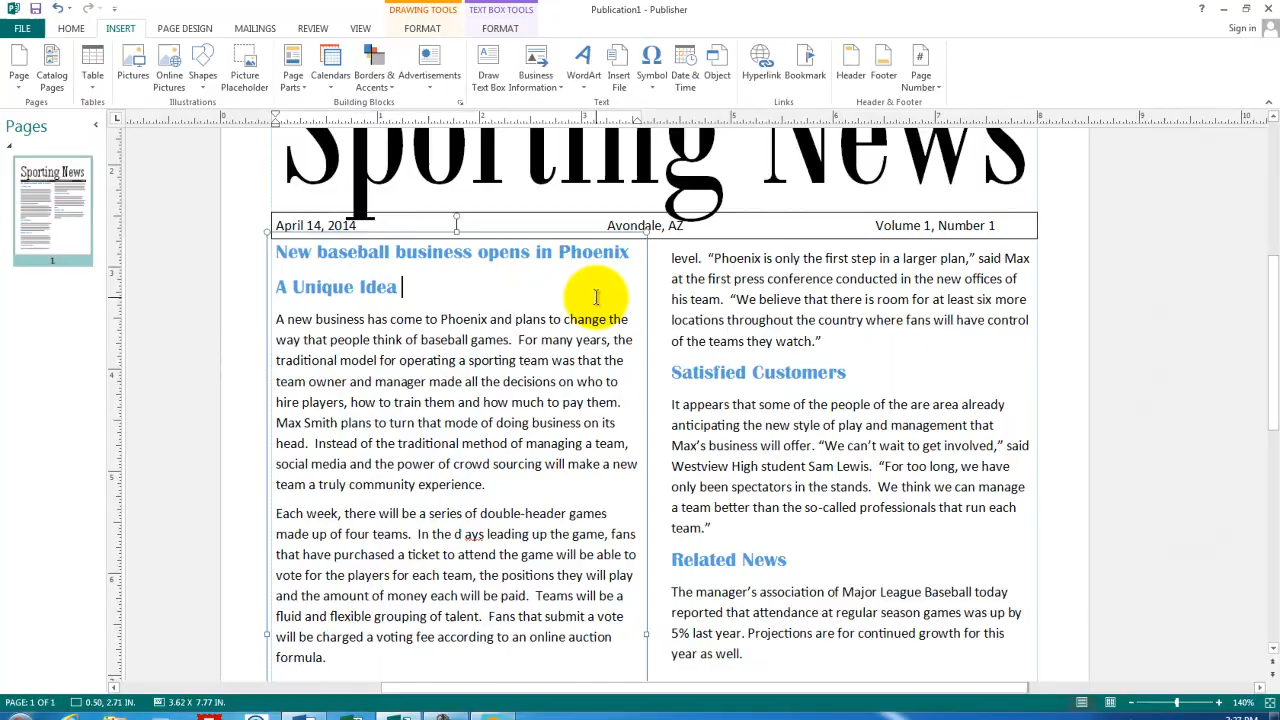 DRAWING TOOLS
TEXT BOX TOOLS
Publication1 - Publisher
FILE
HOME
INSERT
PAGE DESIGN
MAILINGS
REVIEW
VIEW
FORMAT
FORMAT
Sign in
Page
Catalog Pages
Table
Pictures
Online Pictures
Shapes
Picture Placeholder
Page Parts
Calendars
Borders & Accents
Advertisements
Draw Text Box
Business Information
WordArt
Insert File
Symbol
Date & Time
Object
Hyperlink
Bookmark
Header
Footer
Page Number
Pages
Tables
Illustrations
Building Blocks
Text
Links
Header & Footer
Pages
Sporting News
1
Sporting News
April 14, 2014
Avondale, AZ
Volume 1, Number 1
New baseball business opens in Phoenix
A Unique Idea
A new business has come to Phoenix and plans to change the
way that people think of baseball games.  For many years, the
traditional model for operating a sporting team was that the
team owner and manager made all the decisions on who to
hire players, how to train them and how much to pay them.
Max Smith plans to turn that mode of doing business on its
head.  Instead of the traditional method of managing a team,
social media and the power of crowd sourcing will make a new
team a truly community experience.
Each week, there will be a series of double-header games
made up of four teams.  In the d ays leading up the game, fans
that have purchased a ticket to attend the game will be able to
vote for the players for each team, the positions they will play
and the amount of money each will be paid.  Teams will be a
fluid and flexible grouping of talent.  Fans that submit a vote
will be charged a voting fee according to an online auction
formula.
level.  “Phoenix is only the first step in a larger plan,” said Max
at the first press conference conducted in the new offices of
his team.  “We believe that there is room for at least six more
locations throughout the country where fans will have control
of the teams they watch.”
Satisfied Customers
It appears that some of the people of the are area already
anticipating the new style of play and management that
Max’s business will offer. “We can’t wait to get involved,” said
Westview High student Sam Lewis.  “For too long, we have
only been spectators in the stands.  We think we can manage
a team better than the so-called professionals that run each
team.”
Related News
The manager’s association of Major League Baseball today
reported that attendance at regular season games was up by
5% last year. Projections are for continued growth for this
year as well.
PAGE: 1 OF 1
0.50, 2.71 IN.
3.62 x 7.77 IN.
140%